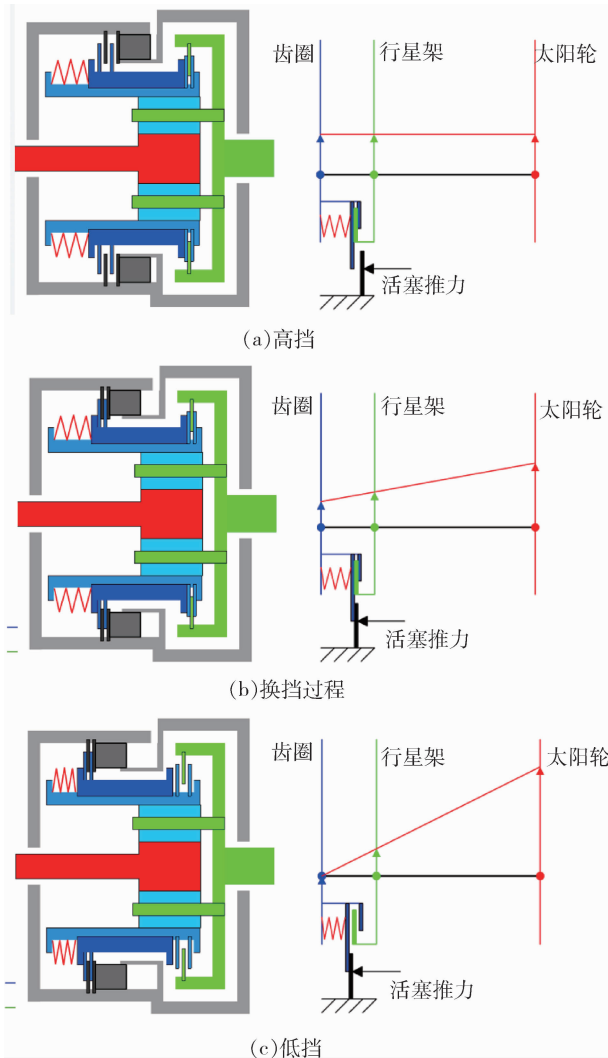 齿圈 行星架 太阳轮
活塞推力
(a)高挡
齿圈 行星架 太阳轮
活塞推力
(b)换挡过程
齿圈 行星架 太阳轮
活塞推力
(c)低挡